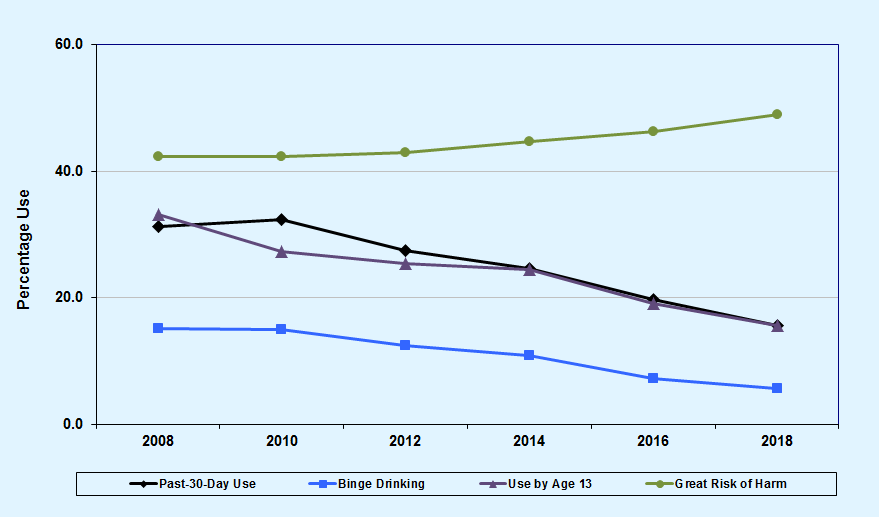 60.0
40.0
20.0
0.0
Percentage Use
2008 2010 2012 2014 2016 2018
Past-30-Day Use Binge Drinking Use by Age 13 Great Risk of Harm